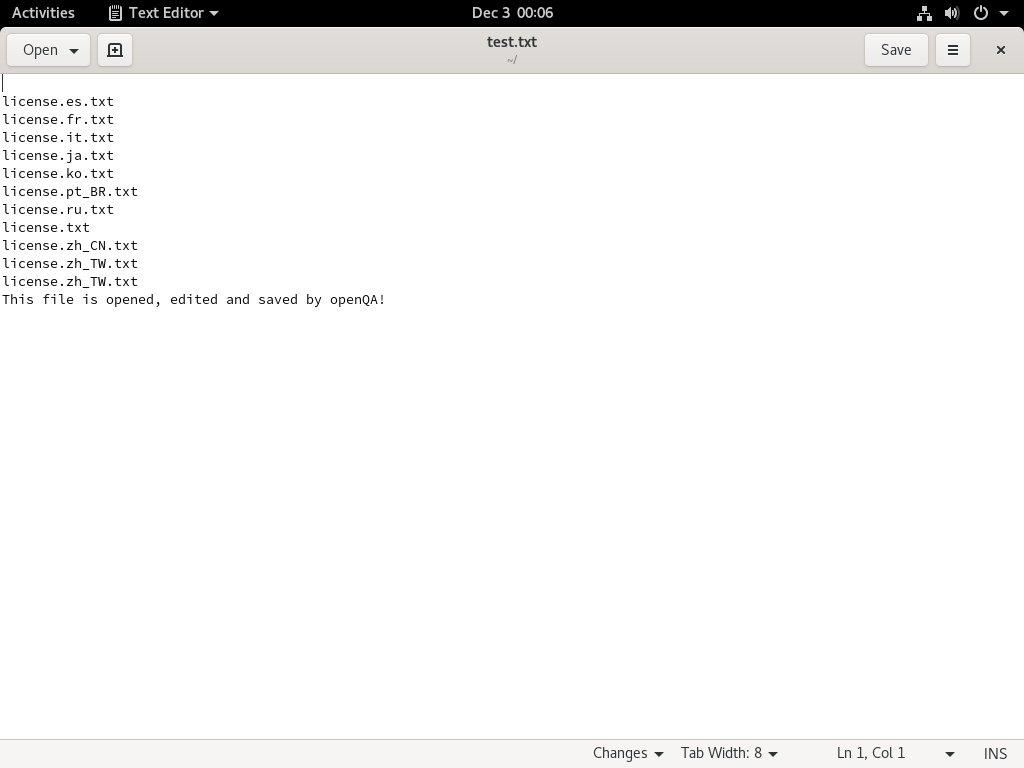 Activities Text Editor Dec 3 00:06
Open test.txt Save
~/
license.es.txt
license.fr.txt
license.it.txt
license.ja.txt
license.ko.txt
license.pt_BR.txt
license.ru.txt
license.txt
license.zh_CN.txt
license.zh_TW.txt
license.zh_TW.txt
This file is opened, edited and saved by openQA!
Changes Tab Width: 8 Ln 1, Col 1 INS